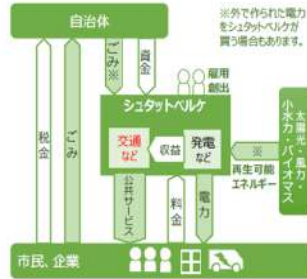 自治体
※外で作られた電力
をシュタットベルケが
買う場合もあります。
ごみ※
資金
雇用
創出
シュタットベルケ
交通
など
収益
発電
など
税金
ごみ
※
再生可能
エネルギー
太陽光・風力
小水力・バイオマス
公共サービス
料金
電力
市民、企業